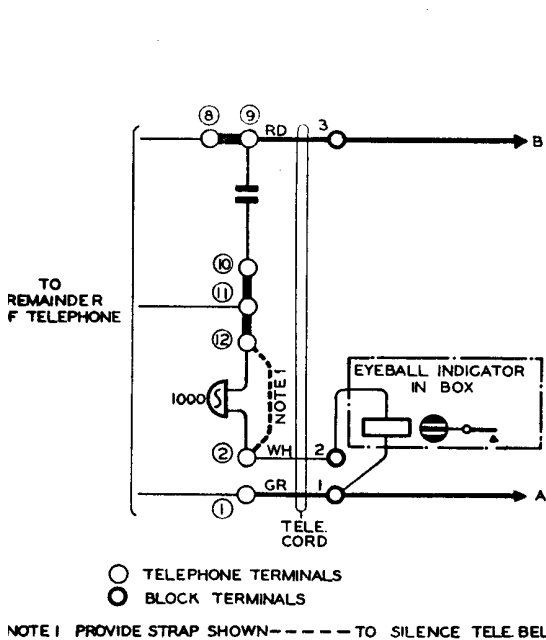 8 9
RD
3
B
10
11
12
TO
REMAINDER
F TELEPHONE
1000
NOTE 1
EYEBALL INDICATOR
IN BOX
2
WH
2
1
GR
1
A
TELE.
CORD
TELEPHONE TERMINALS
BLOCK TERMINALS
NOTE 1 PROVIDE STRAP SHOWN ------ TO SILENCE TELE. BEL